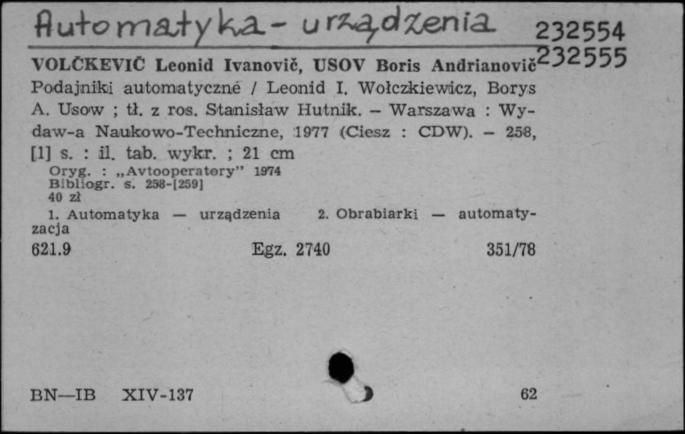 Automatyka - urządzenia
232554
232555
VOLČKEVIČ Leonid Ivanovič, USOV Boris Andrianovič
Podajniki automatyczne / Leonid I. Wołczkiewicz, Borys
A. Usow ; tł. z ros. Stanisław Hutnik. — Warszawa : Wy-
daw-a Naukowo-Techniczne, 1977 (Ciesz : CDW). — 258,
[1] s. : il. tab. wykr. ; 21 cm
Oryg. : „Avtooperatory" 1974
Bibliogr. s. 258-[259]
40 zł
1. Automatyka — urządzenia 2. Obrabiarki — automaty-
zacja
621.9 Egz. 2740 351/78
BN—IB XIV-137 62